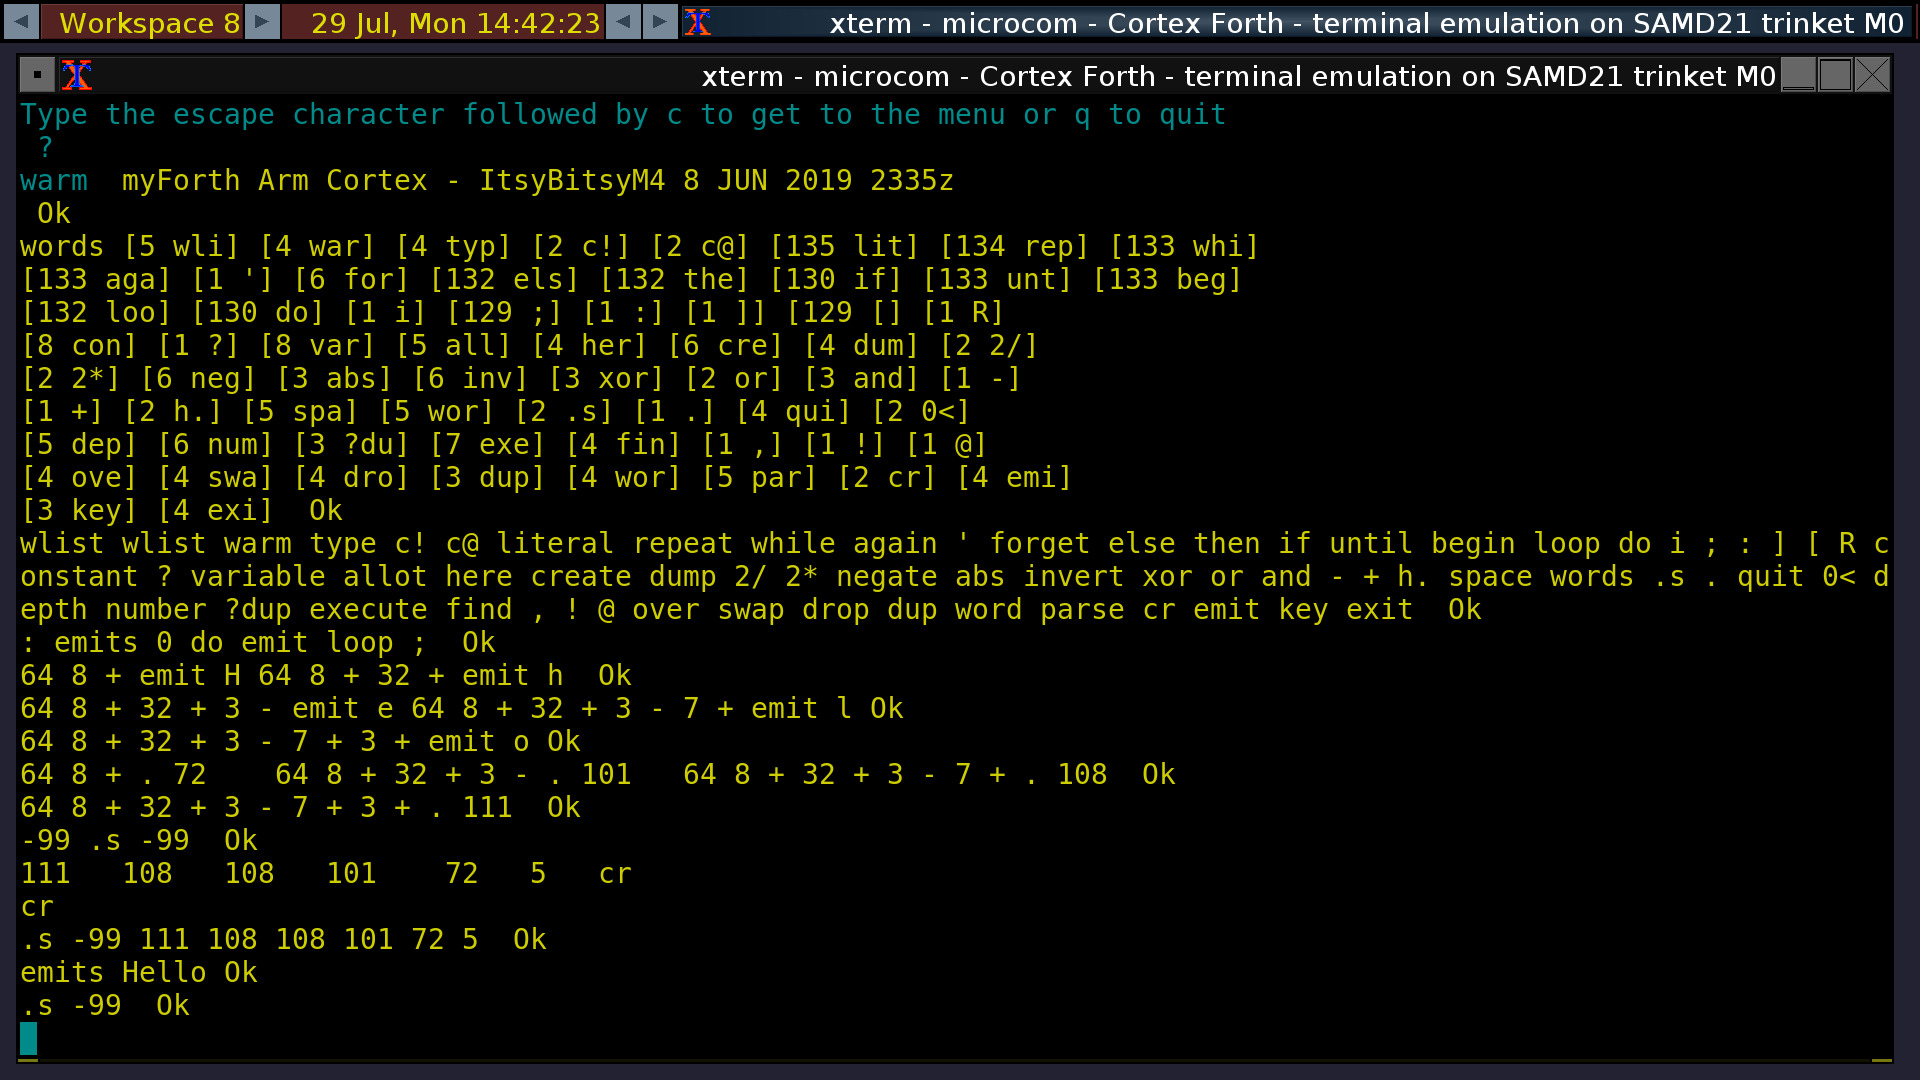 Workspace 8 29 Jul, Mon 14:42:23 xterm - microcom - Cortex Forth - terminal emulation on SAMD21 trinket M0
xterm - microcom - Cortex Forth - terminal emulation on SAMD21 trinket M0
Type the escape character followed by c to get to the menu or q to quit
 ?
warm  myForth Arm Cortex - ItsyBitsyM4 8 JUN 2019 2335z
 Ok
words [5 wli] [4 war] [4 typ] [2 c!] [2 c@] [135 lit] [134 rep] [133 whi]
[133 aga] [1 '] [6 for] [132 els] [132 the] [130 if] [133 unt] [133 beg]
[132 loo] [130 do] [1 i] [129 ;] [1 :] [1 ]] [129 [] [1 R]
[8 con] [1 ?] [8 var] [5 all] [4 her] [6 cre] [4 dum] [2 2/]
[2 2*] [6 neg] [3 abs] [6 inv] [3 xor] [2 or] [3 and] [1 -]
[1 +] [2 h.] [5 spa] [5 wor] [2 .s] [1 .] [4 qui] [2 0<]
[5 dep] [6 num] [3 ?du] [7 exe] [4 fin] [1 ,] [1 !] [1 @]
[4 ove] [4 swa] [4 dro] [3 dup] [4 wor] [5 par] [2 cr] [4 emi]
[3 key] [4 exi]  Ok
wlist wlist warm type c! c@ literal repeat while again ' forget else then if until begin loop do i ; : ] [ R c
onstant ? variable allot here create dump 2/ 2* negate abs invert xor or and - + h. space words .s . quit 0< d
epth number ?dup execute find , ! @ over swap drop dup word parse cr emit key exit  Ok
: emits 0 do emit loop ;  Ok
64 8 + emit H 64 8 + 32 + emit h  Ok
64 8 + 32 + 3 - emit e 64 8 + 32 + 3 - 7 + emit l Ok
64 8 + 32 + 3 - 7 + 3 + emit o Ok
64 8 + . 72    64 8 + 32 + 3 - . 101   64 8 + 32 + 3 - 7 + . 108  Ok
64 8 + 32 + 3 - 7 + 3 + . 111  Ok
-99 .s -99  Ok
111   108   108   101    72   5   cr
cr
.s -99 111 108 108 101 72 5  Ok
emits Hello Ok
.s -99  Ok